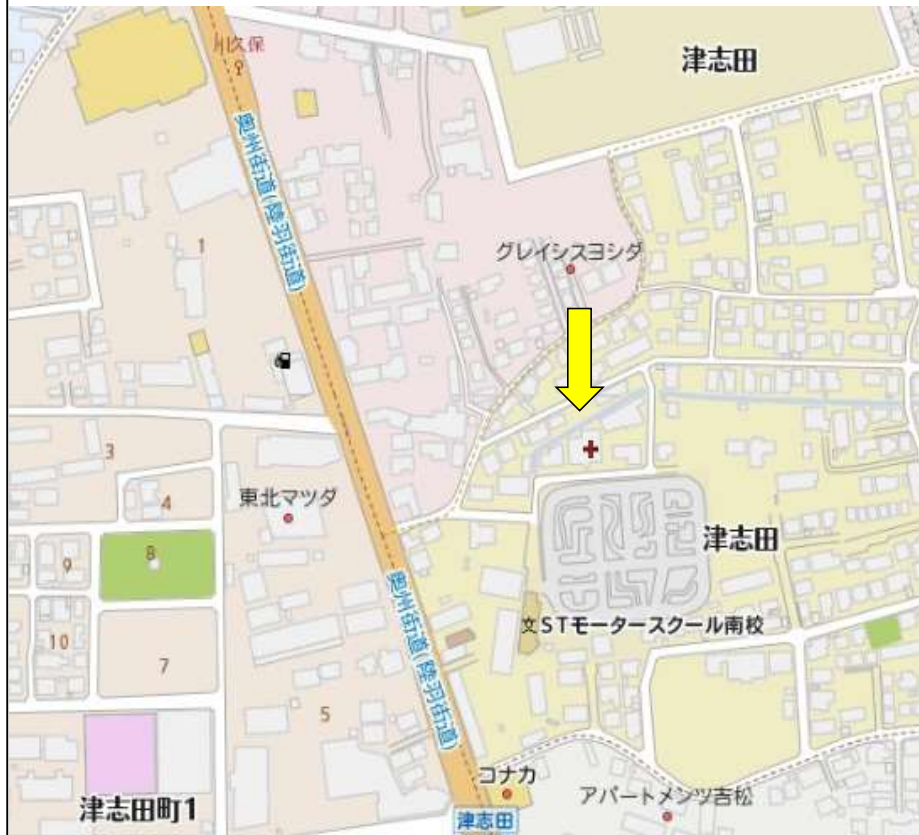 津志田
川久保
奥州街道(陸羽街道)
グレイシスヨシダ
1
3
4
東北マツダ
8
9
津志田
10
奥州街道(陸羽街道)
文STモータースクール南校
7
5
コナカ
アパートメンツ吉松
津志田町1
津志田